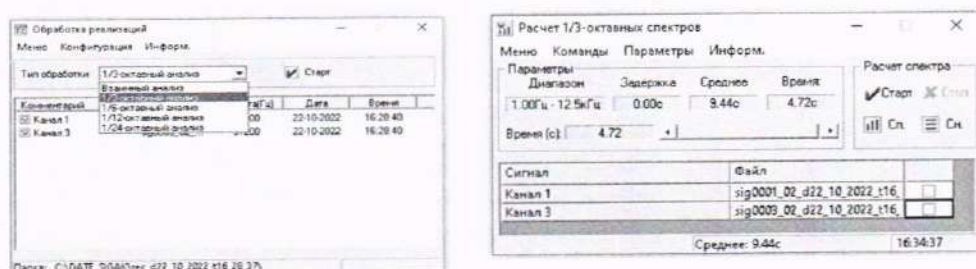 Обработка реализаций
Меню Конфигурация Информ.
Тип обработки 1/3-октавный анализ Старт
Взаимный анализ
1/3-октавный анализ
1/6-октавный анализ
1/12-октавный анализ
1/24-октавный анализ
Комментарий Дата Время
Канал 1 22-10-2022 16:28:40
Канал 3 22-10-2022 16:28:40
Расчет 1/3-октавных спектров
Меню Команды Параметры Информ.
Параметры
Диапазон Задержка Среднее Время
1.00Гц - 12.5кГц 0.00с 9.44с 4.72с
Время (с): 4.72
Расчет спектра
Старт Стоп
Сп. Сн.
Сигнал Файл
Канал 1 sig0001_02_d22_10_2022_t16_
Канал 3 sig0003_02_d22_10_2022_t16_
Среднее: 9.44с 16:34:37